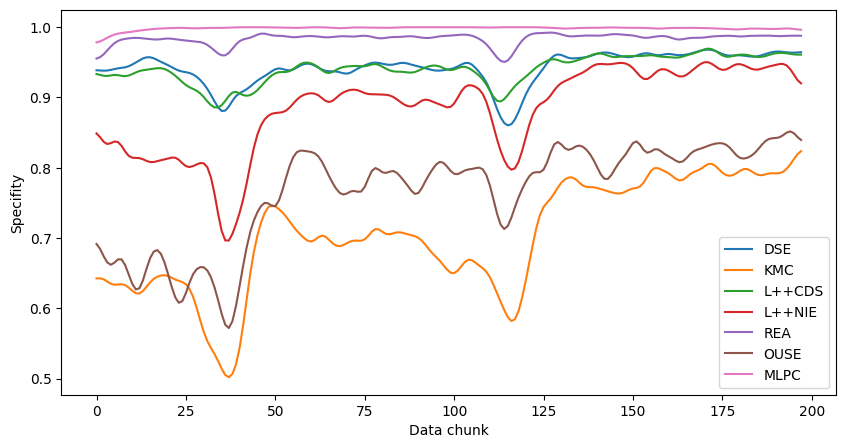 1.0
0.9
0.8
0.7
0.6
0.5
Specifity
0
25
50
75
100
125
150
175
200
Data chunk
DSE
KMC
L++CDS
L++NIE
REA
OUSE
MLPC